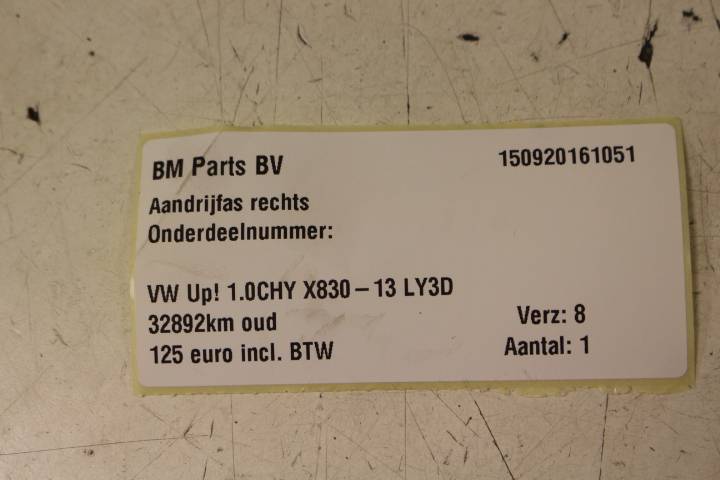 BM Parts BV 150920161051
Aandrijfas rechts
Onderdeelnummer:
VW Up! 1.0CHY X830-13 LY3D
32892km oud Verz: 8
125 euro incl. BTW Aantal: 1